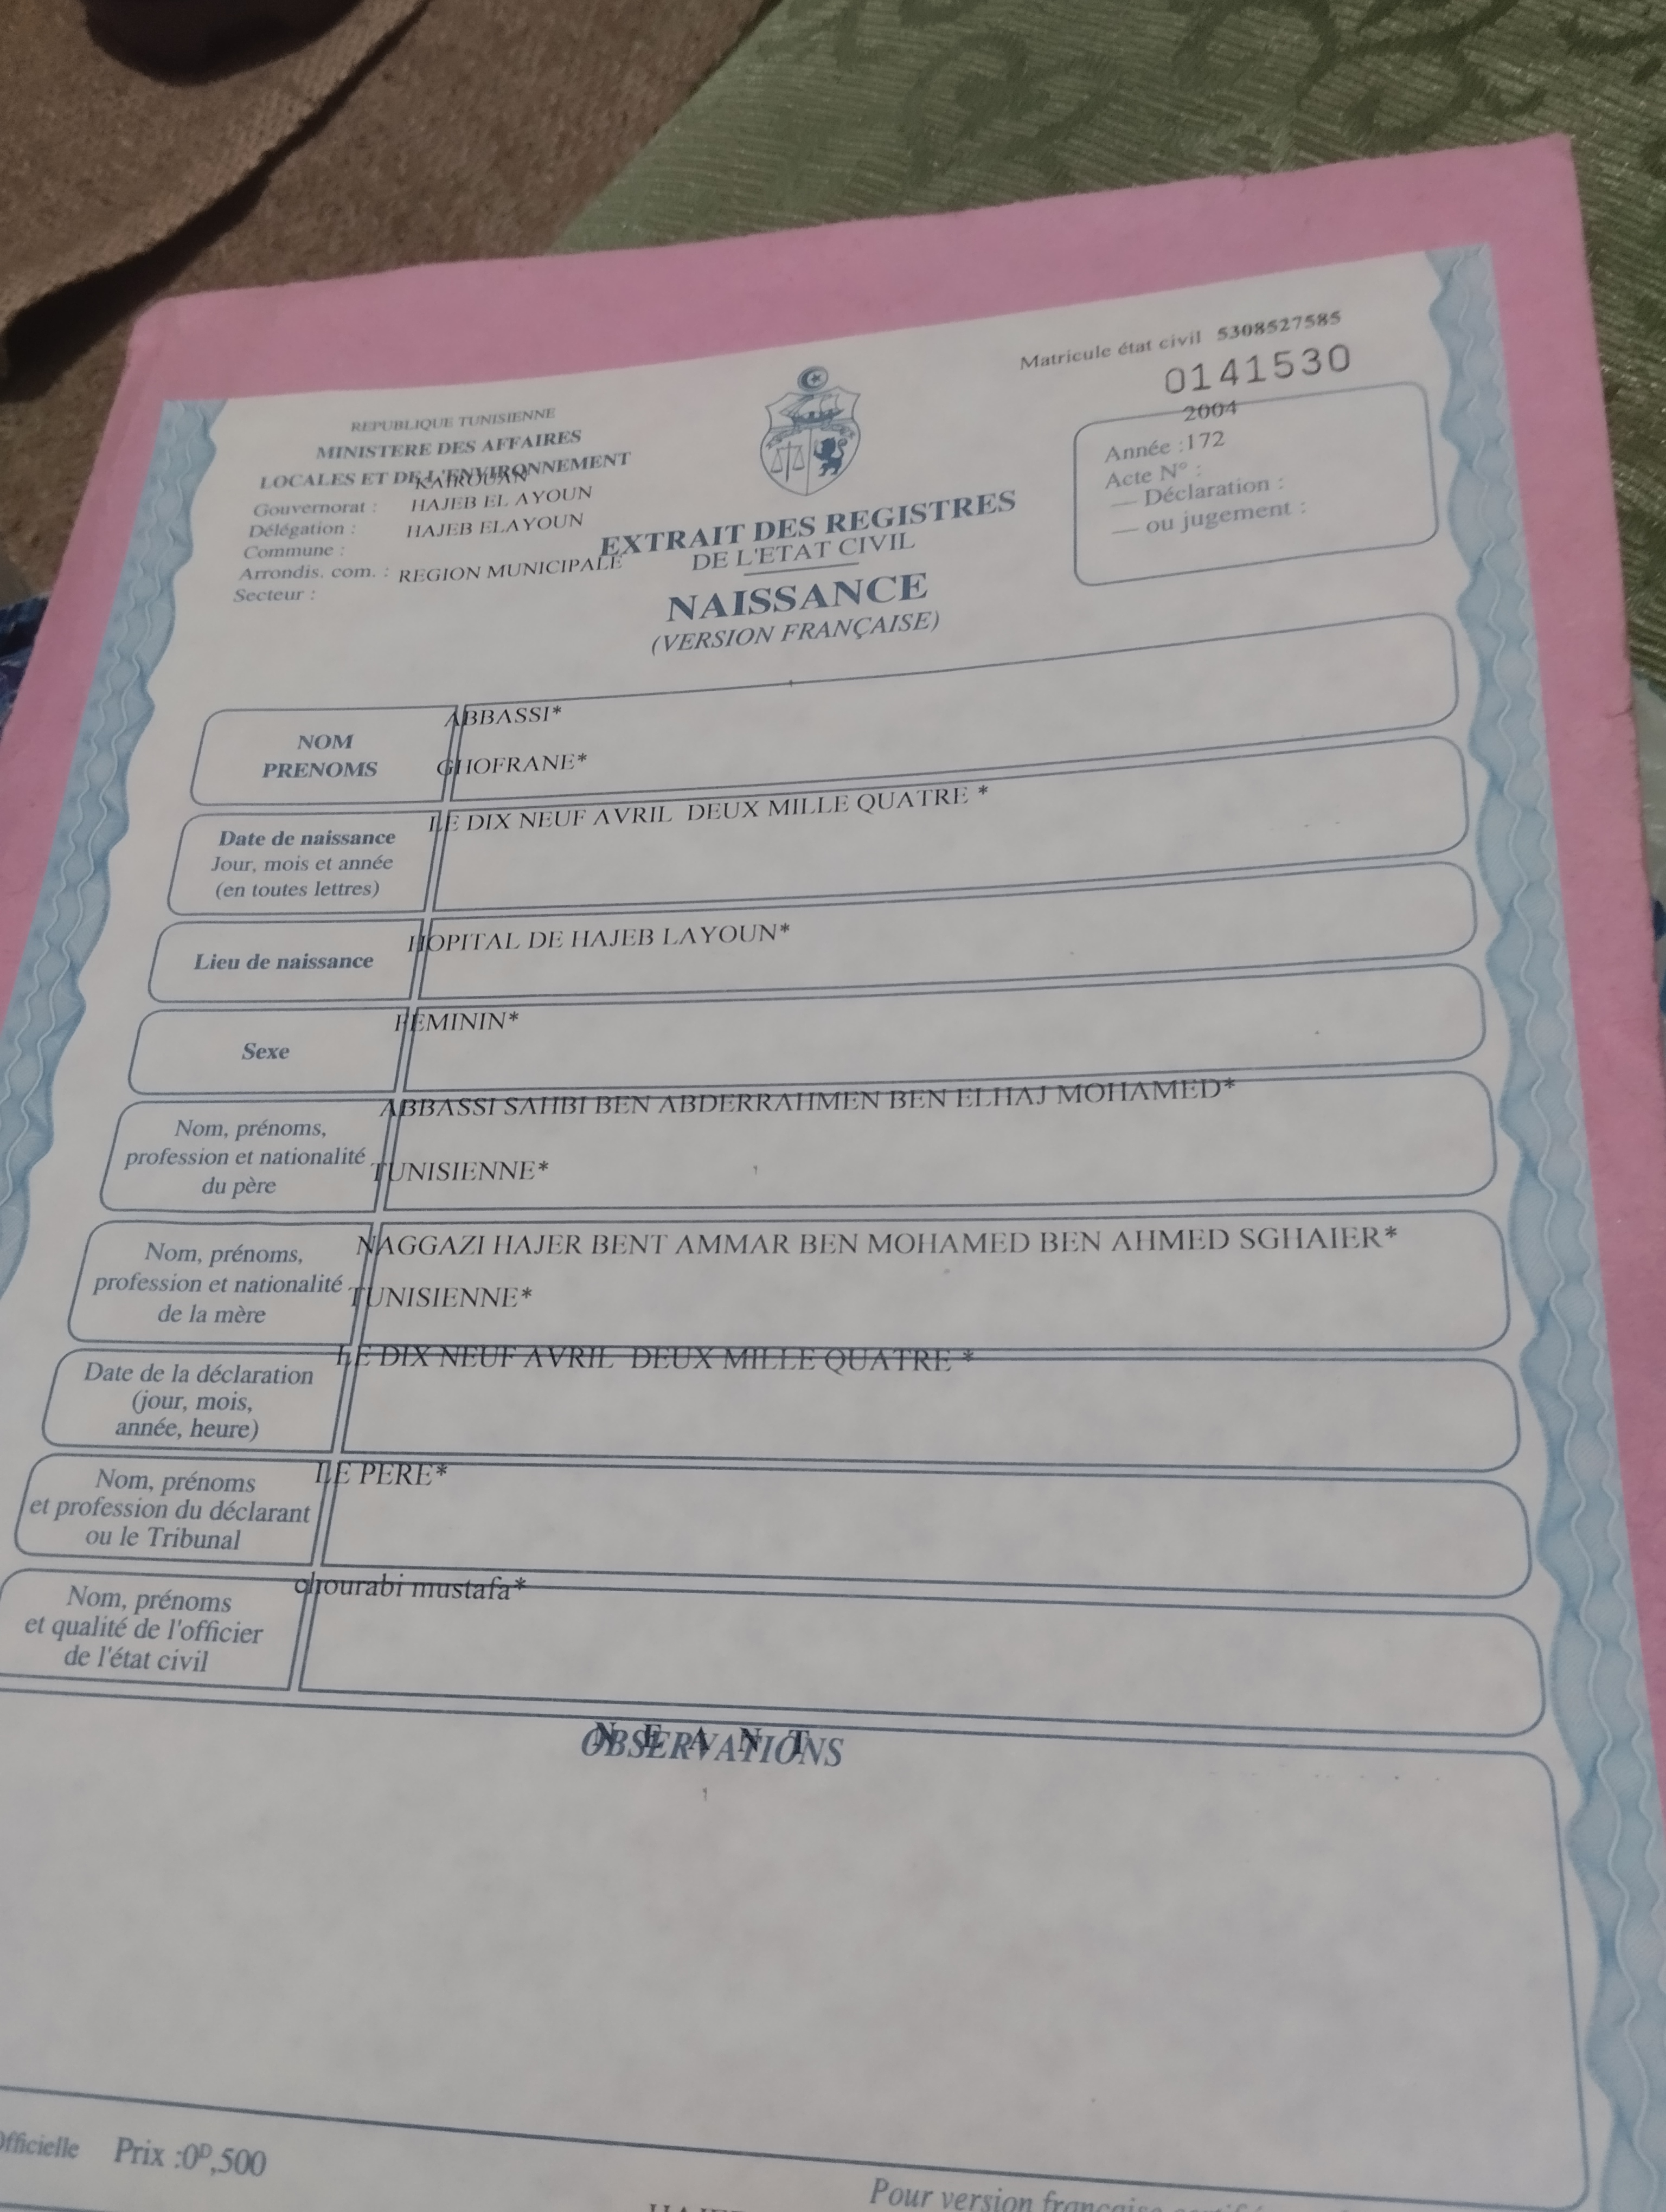 Matricule état civil 5308527585
0141530
2004
Année :172
Acte N° :
— Déclaration :
— ou jugement :
REPUBLIQUE TUNISIENNE
MINISTERE DES AFFAIRES
LOCALES ET DE L'ENVIRONNEMENT
KAIROUAN
Gouvernorat : HAJEB EL AYOUN
Délégation : HAJEB ELAYOUN
Commune :
Arrondis. com. : REGION MUNICIPALE
Secteur :
EXTRAIT DES REGISTRES
DE L'ETAT CIVIL
NAISSANCE
(VERSION FRANÇAISE)
NOM
PRENOMS
ABBASSI*
GHOFRANE*
Date de naissance
Jour, mois et année
(en toutes lettres)
LE DIX NEUF AVRIL DEUX MILLE QUATRE *
Lieu de naissance
HOPITAL DE HAJEB LAYOUN*
Sexe
FEMININ*
Nom, prénoms,
profession et nationalité
du père
ABBASSI SAHBI BEN ABDERRAHMEN BEN ELHAJ MOHAMED*
TUNISIENNE*
Nom, prénoms,
profession et nationalité
de la mère
NAGGAZI HAJER BENT AMMAR BEN MOHAMED BEN AHMED SGHAIER*
TUNISIENNE*
Date de la déclaration
(jour, mois,
année, heure)
LE DIX NEUF AVRIL DEUX MILLE QUATRE *
Nom, prénoms
et profession du déclarant
ou le Tribunal
LE PERE*
Nom, prénoms
et qualité de l'officier
de l'état civil
chourabi mustafa*
N E A N T
OBSERVATIONS
Officielle Prix :0ᴰ,500
Pour version française